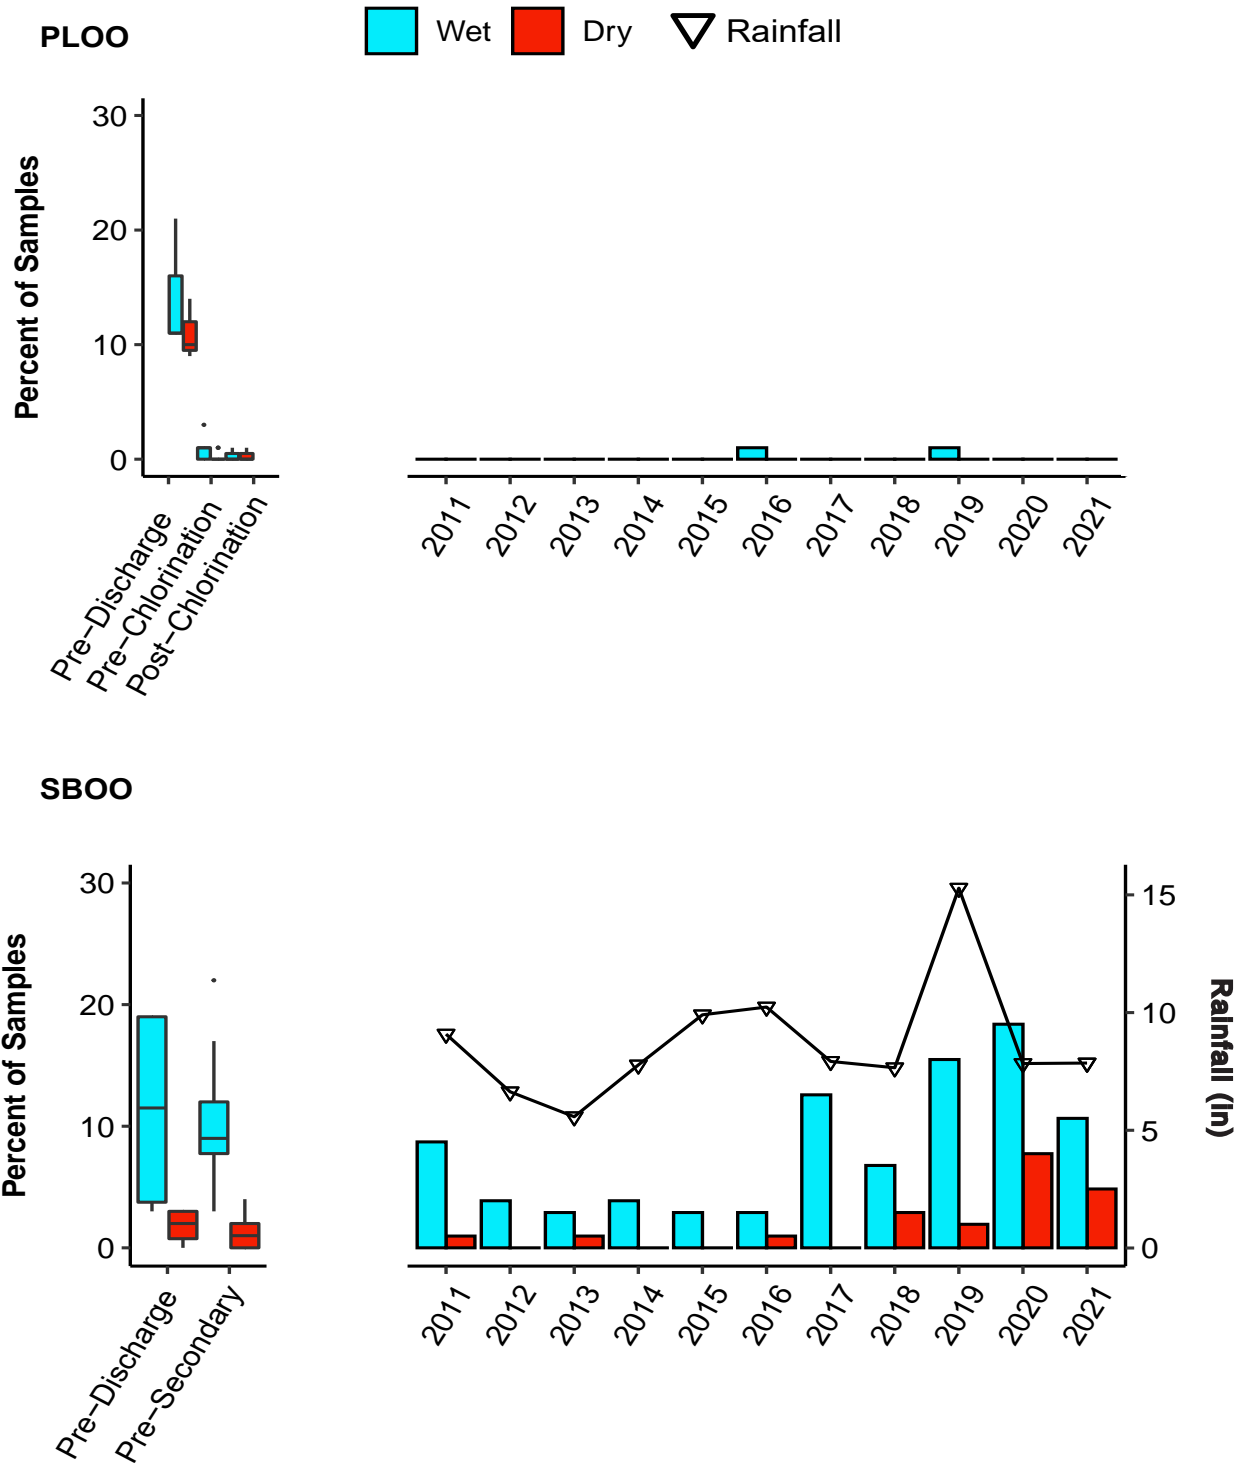 PLOO
Wet
Dry
Rainfall
Percent of Samples
30
20
10
0
Pre−Discharge
Pre−Chlorination
Post−Chlorination
2011
2012
2013
2014
2015
2016
2017
2018
2019
2020
2021
SBOO
Percent of Samples
30
20
10
0
Pre−Discharge
Pre−Secondary
2011
2012
2013
2014
2015
2016
2017
2018
2019
2020
2021
15
10
5
0
Rainfall (In)